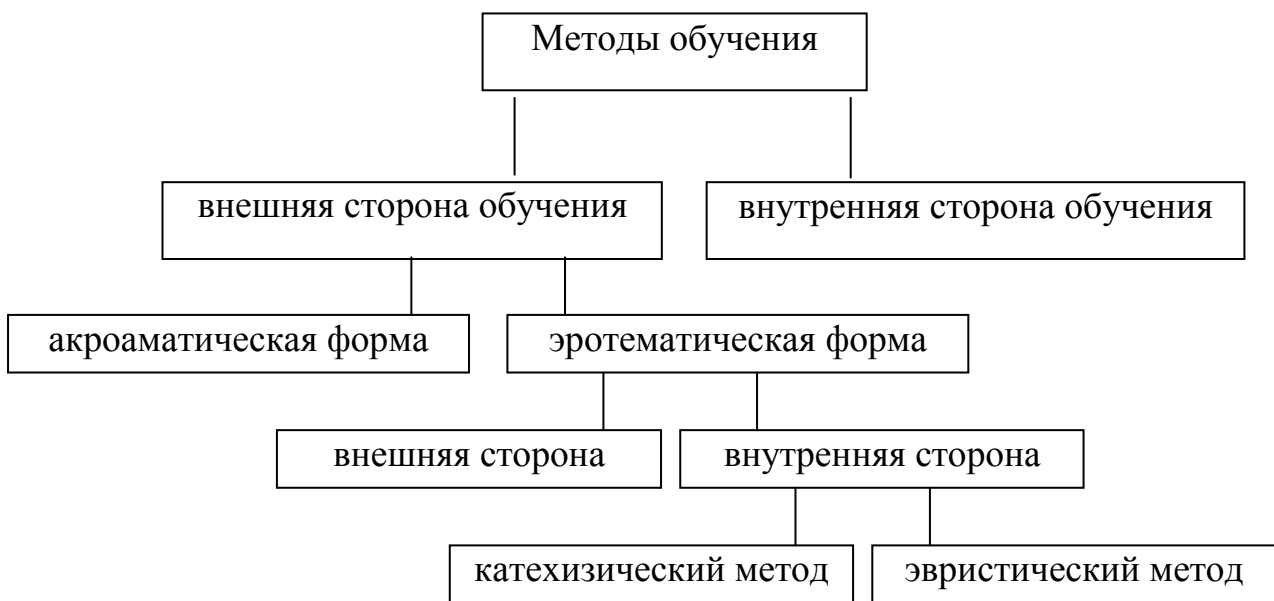 Методы обучения
внешняя сторона обучения
внутренняя сторона обучения
акроаматическая форма
эротематическая форма
внешняя сторона
внутренняя сторона
катехизический метод
эвристический метод